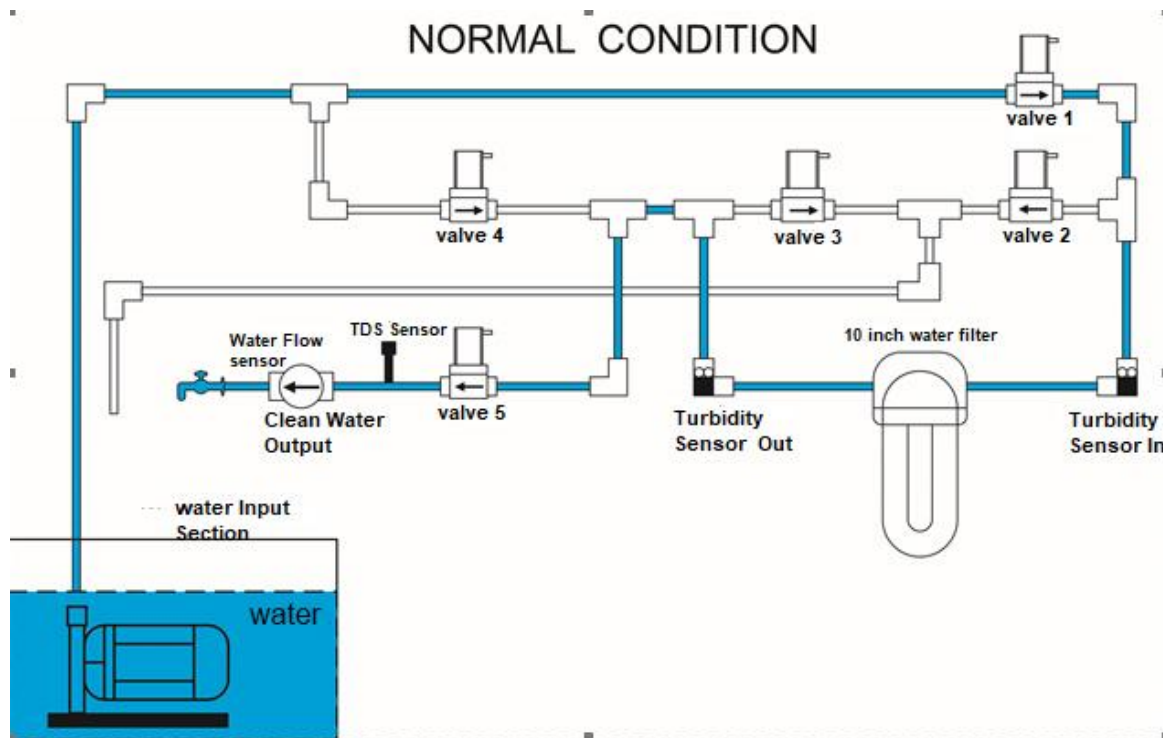 NORMAL CONDITION
valve 1
valve 4
valve 3
valve 2
TDS Sensor
Water Flow
sensor
10 inch water filter
valve 5
Clean Water
Output
Turbidity
Sensor Out
Turbidity
Sensor In
water Input
Section
water